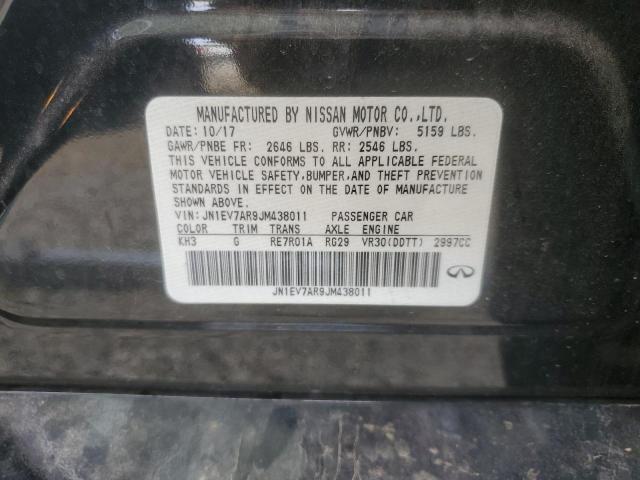 MANUFACTURED BY NISSAN MOTOR CO.,LTD.
DATE: 10/17 GVWR/PNBV: 5159 LBS.
GAWR/PNBE FR: 2646 LBS. RR: 2546 LBS.
THIS VEHICLE CONFORMS TO ALL APPLICABLE FEDERAL
MOTOR VEHICLE SAFETY,BUMPER,AND THEFT PREVENTION
STANDARDS IN EFFECT ON THE DATE OF MANUFACTURE
SHOWN ABOVE.
VIN: JN1EV7AR9JM438011 PASSENGER CAR
COLOR TRIM TRANS AXLE ENGINE
KH3 G RE7R01A RG29 VR30(DDTT) 2997CC
JN1EV7AR9JM438011